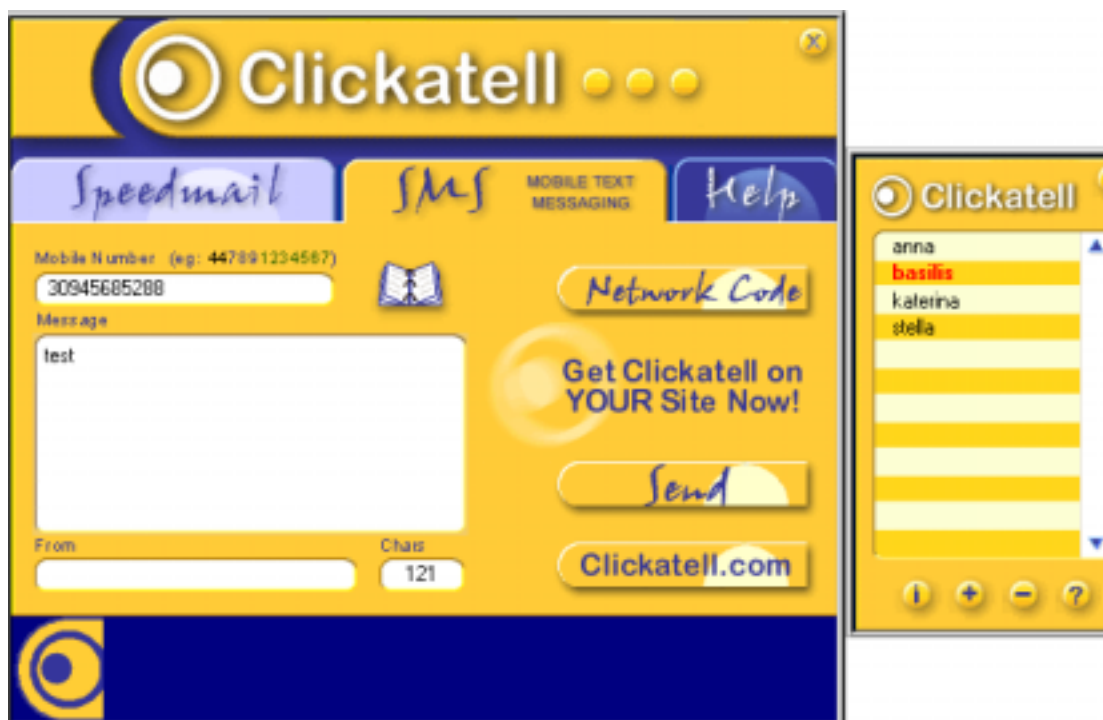 Clickatell
Speedmail
SMS
MOBILE TEXT
MESSAGING
Help
Mobile Number (eg: 447891234567)
30945685288
Network Code
Message
test
Get Clickatell on
YOUR Site Now!
Send
From
Chars
121
Clickatell.com
Clickatell
anna
basilis
katerina
stella